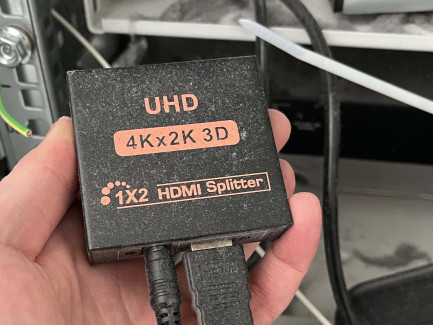 UHD
4Kx2K 3D
1X2 HDMI Splitter